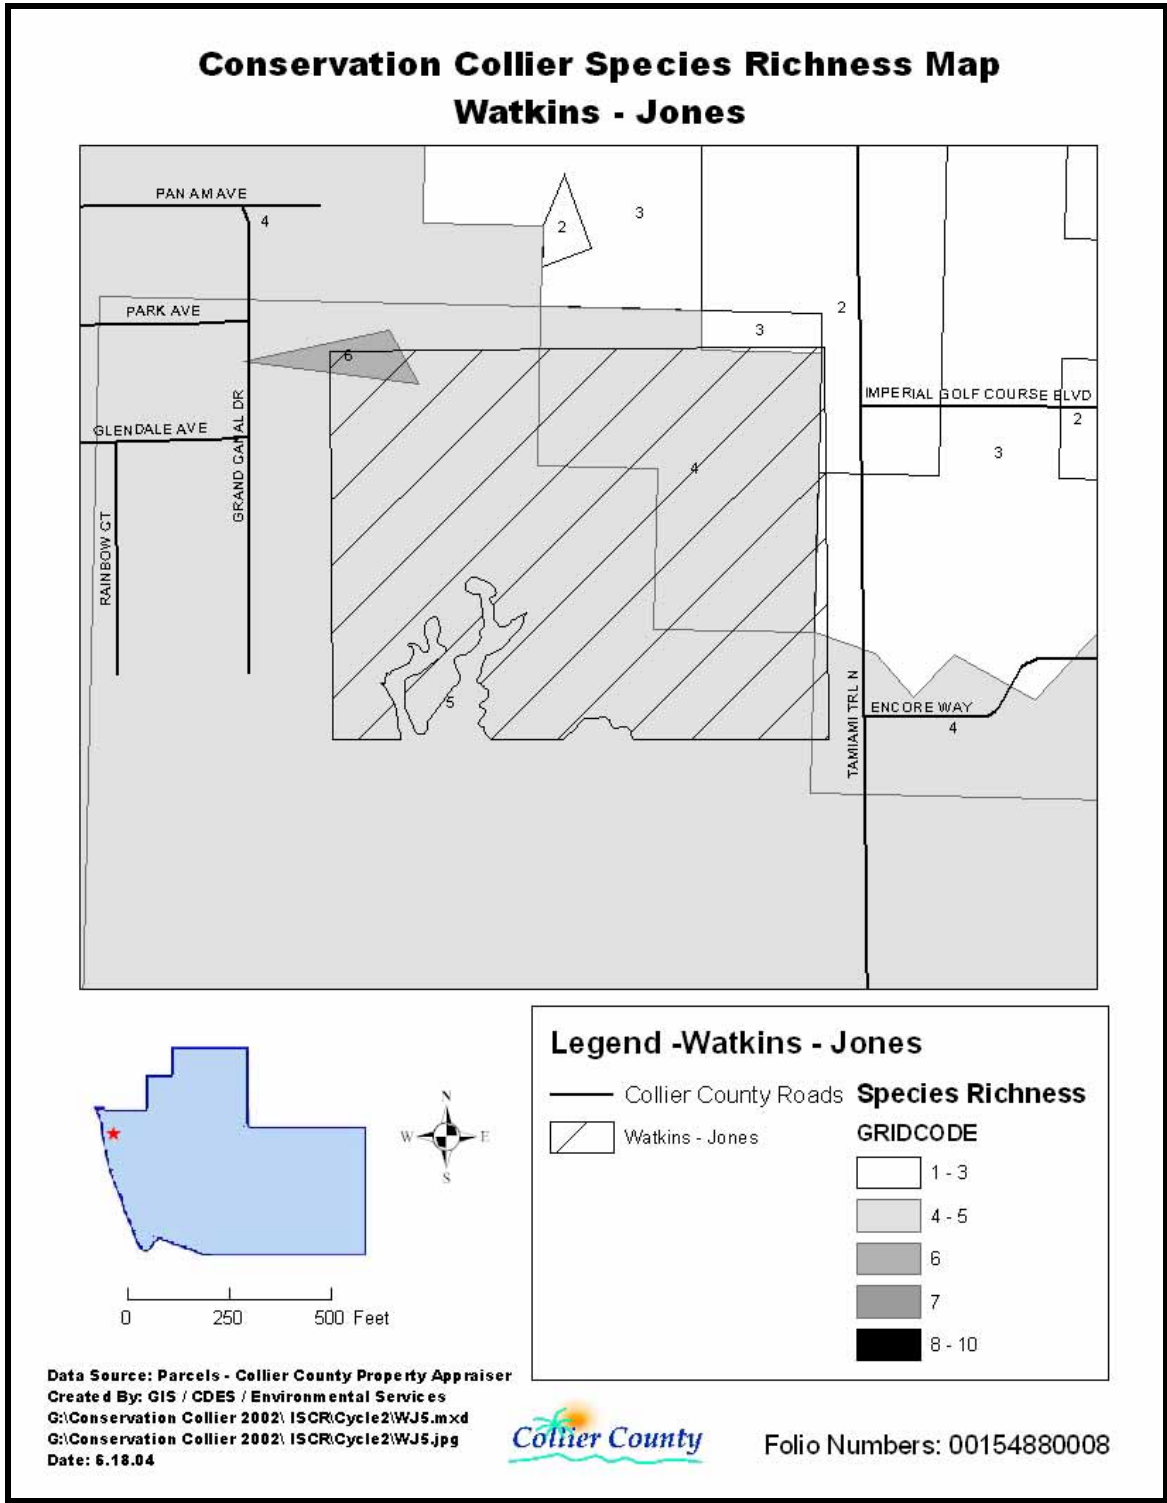 Conservation Collier Species Richness Map
Watkins - Jones
PAN AM AVE
4
2
3
PARK AVE
2
3
6
IMPERIAL GOLF COURSE BLVD
2
3
GLENDALE AVE
GRAND CANAL DR
4
RAINBOW CT
5
TAMIAMI TRL N
ENCORE WAY
4
Legend -Watkins - Jones
Collier County Roads
Watkins - Jones
Species Richness
GRIDCODE
1 - 3
4 - 5
6
7
8 - 10
N
W E
S
0 250 500 Feet
Data Source: Parcels - Collier County Property Appraiser
Created By: GIS / CDES / Environmental Services
G:\Conservation Collier 2002\ ISCR\Cycle2\WJ5.mxd
G:\Conservation Collier 2002\ ISCR\Cycle2\WJ5.jpg
Date: 6.18.04
Collier County
Folio Numbers: 00154880008